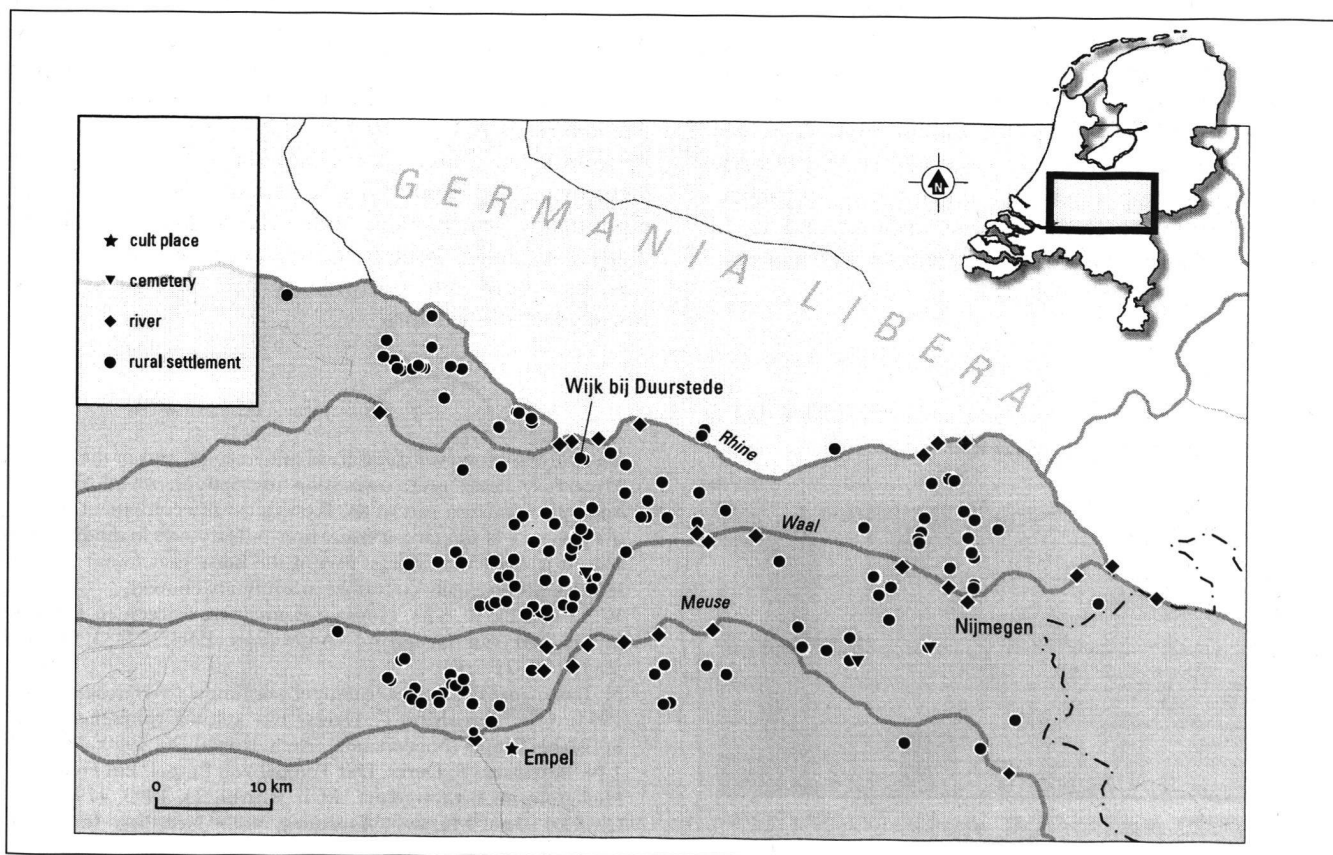 N
GERMANIA LIBERA
cult place
cemetery
river
rural settlement
Wijk bij Duurstede
Rhine
Waal
Meuse
Nijmegen
Empel
0 10 km